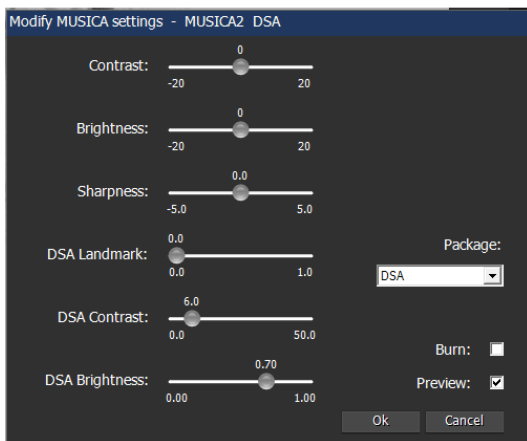 Modify MUSICA settings - MUSICA2 DSA
0
Contrast:
-20 20
0
Brightness:
-20 20
0.0
Sharpness:
-5.0 5.0
0.0
DSA Landmark:
0.0 1.0
Package:
DSA
6.0
DSA Contrast:
0.0 50.0
Burn:
0.70
DSA Brightness:
0.00 1.00
Preview:
Ok Cancel